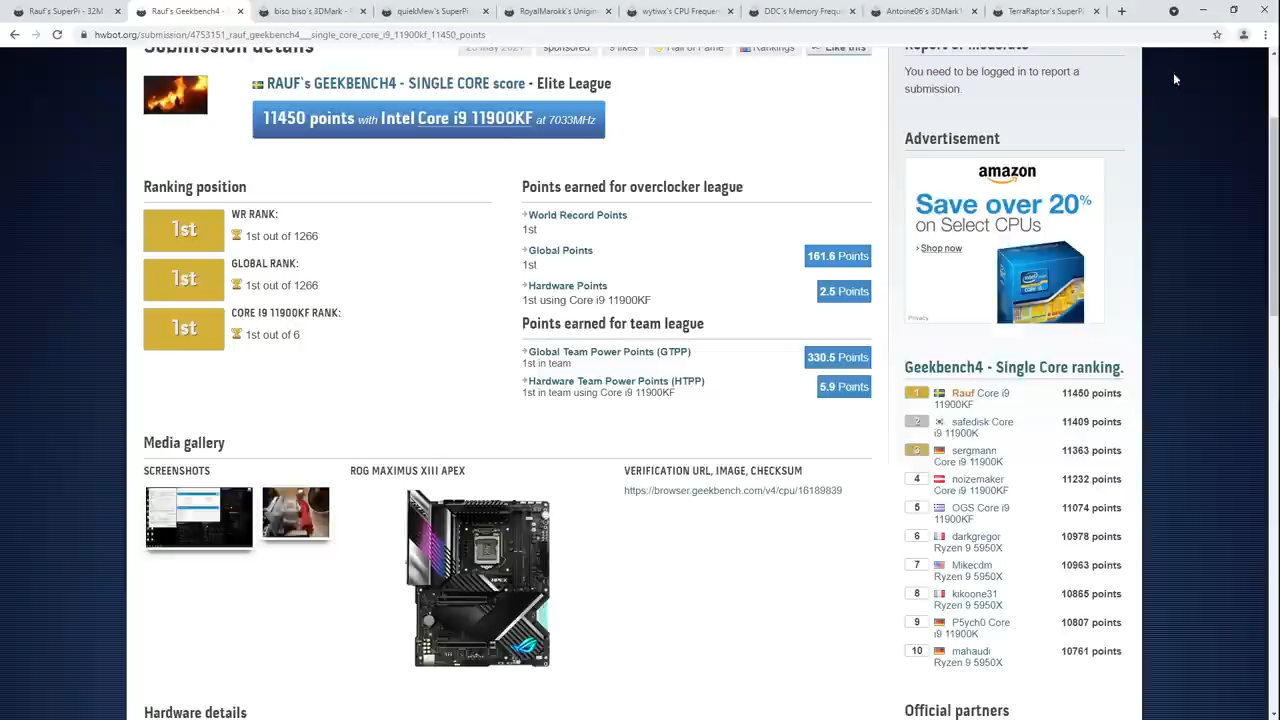 Rauf's SuperPi - 32M
Rauf's Geekbench4 - S
biso biso's 3DMark - F
quiekMew's SuperPi
RoyalMarokk's Unigin
wytiwx's CPU Frequen
DDC's Memory Freque
Antoine06's 3DMark1
TerraRaptor's SuperPi
hwbot.org/submission/4753151_rauf_geekbench4___single_core_core_i9_11900kf_11450_points
Submission details
25 May 2021
sponsored
9 likes
Hall of Fame
Rankings
Like this
RAUF`s GEEKBENCH4 - SINGLE CORE score - Elite League
11450 points with Intel Core i9 11900KF at 7033MHz
Ranking position
1st
WR RANK:
1st out of 1266
1st
GLOBAL RANK:
1st out of 1266
1st
CORE I9 11900KF RANK:
1st out of 6
Points earned for overclocker league
World Record Points
1st
Global Points
1st
161.6 Points
Hardware Points
1st using Core i9 11900KF
2.5 Points
Points earned for team league
Global Team Power Points (GTPP)
1st in team
330.5 Points
Hardware Team Power Points (HTPP)
1st in team using Core i9 11900KF
5.9 Points
Media gallery
SCREENSHOTS
ROG MAXIMUS XIII APEX
VERIFICATION URL, IMAGE, CHECKSUM
https://browser.geekbench.com/v4/cpu/16189839
Hardware details
Report or moderate
You need to be logged in to report a
submission.
Advertisement
amazon
Save over 20%
on Select CPUs
Shop now
Privacy
Geekbench4 - Single Core ranking.
1 Rauf Core i9 11450 points
11900KF
2 safedisk Core 11409 points
i9 11900K
3 sergmann 11363 points
Core i9 11900K
4 noizemaker 11232 points
Core i9 11900KF
5 OGS Core i9 11074 points
11900KF
6 darkgregor 10978 points
Ryzen 9 5950X
7 Mikecdm 10963 points
Ryzen 9 5950X
8 kikoone31 10865 points
Ryzen 9 5950X
9 P5ych0 Core 10807 points
i9 11900K
10 mahaudi 10761 points
Ryzen 9 5950X
Official partners